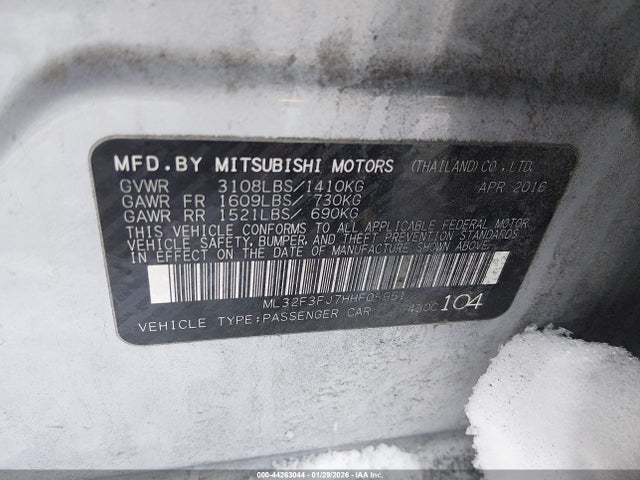 MFD.BY MITSUBISHI MOTORS (THAILAND)CO.,LTD.
GVWR 3108LBS/1410KG APR 2016
GAWR FR 1609LBS/ 730KG
GAWR RR 1521LBS/ 690KG
THIS VEHICLE CONFORMS TO ALL APPLICABLE FEDERAL MOTOR
VEHICLE SAFETY, BUMPER, AND THEFT PREVENTION STANDARDS
IN EFFECT ON THE DATE OF MANUFACTURE SHOWN ABOVE.
VEHICLE TYPE:PASSENGER CAR 104
000-44263044 | 01/29/2026 | IAA Inc.